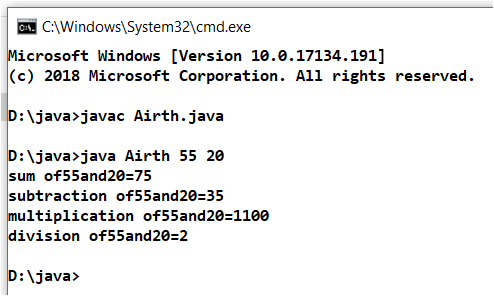 C:\Windows\System32\cmd.exe
Microsoft Windows [Version 10.0.17134.191]
(c) 2018 Microsoft Corporation. All rights reserved.
D:\java>javac Airth.java
D:\java>java Airth 55 20
sum of55and20=75
subtraction of55and20=35
multiplication of55and20=1100
division of55and20=2
D:\java>